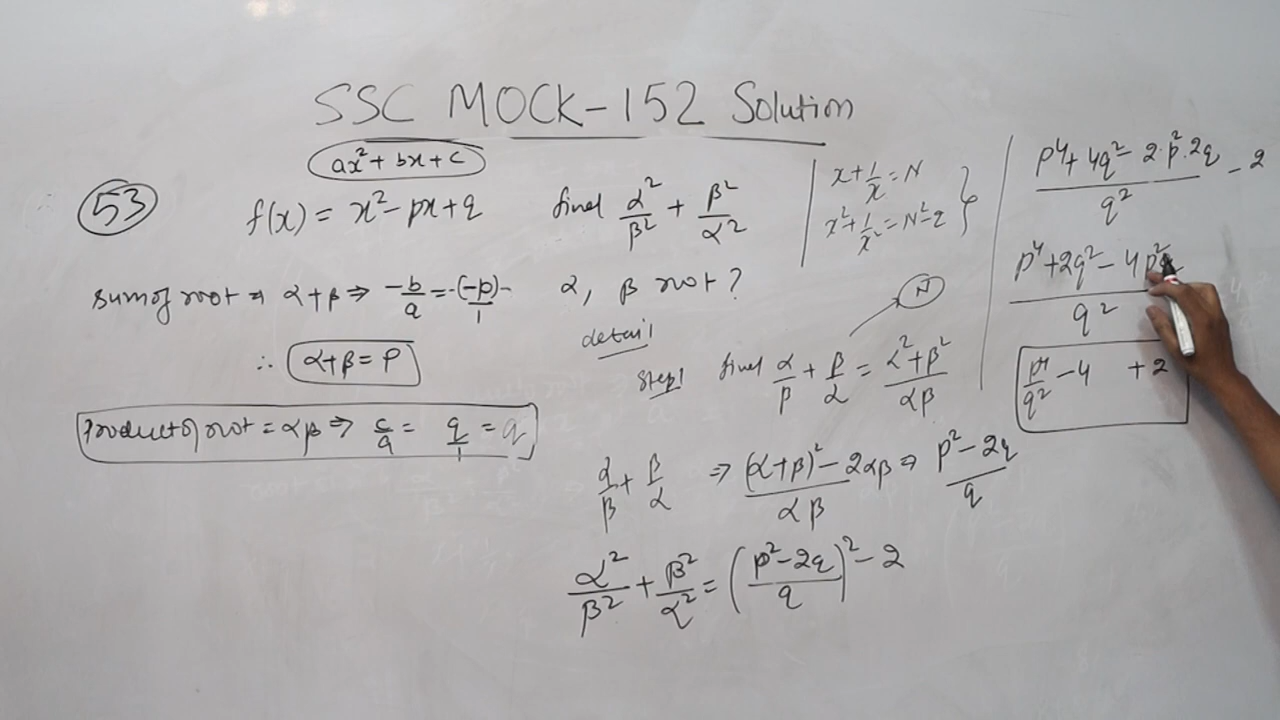 SSC MOCK-152 Solution
ax² + bx + c
53
f(x) = x² - px + q
find α²/β² + β²/α²
α, β root?
x + 1/x = N
x² + 1/x² = N² - 2
sum of root = α+β ⇒ -b/a = -(-p)/1
∴ α+β = P
Product of root = αβ ⇒ c/a = q/1 = q
detail
N
Step1 find α/β + β/α = α²+β²/αβ
α/β + β/α ⇒ (α+β)² - 2αβ/αβ ⇒ p² - 2q/q
α²/β² + β²/α² = (p² - 2q/q)² - 2
p⁴ + 4q² - 2·p²·2q/q² - 2
p⁴ + 2q² - 4p²/q²
p⁴/q² - 4 + 2